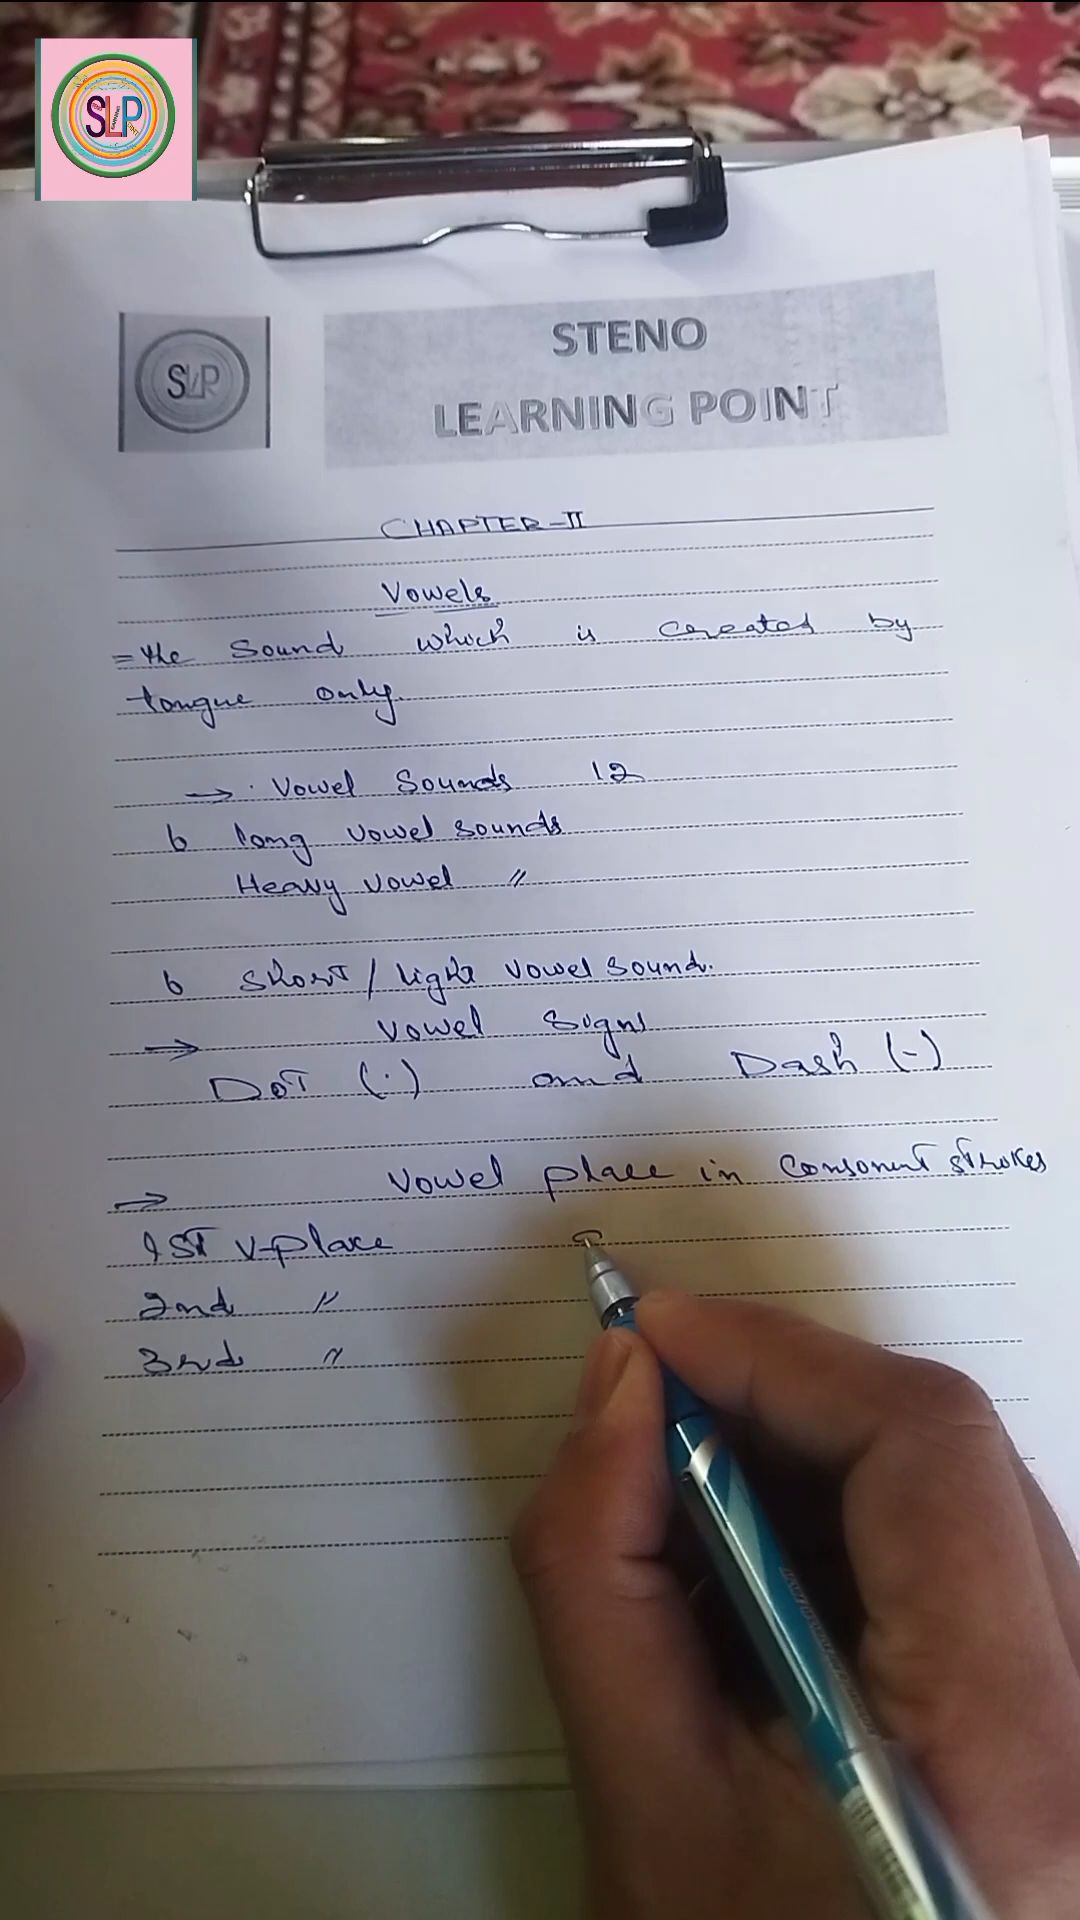 SLP
SLP
STENO
LEARNING POINT
CHAPTER-II
Vowels
= the Sound which is created by
tongue only.
→ . Vowel Sounds 12
6 long vowel sounds
Heavy vowel "
6 short / light vowel sound.
→ vowel signs
DOT (.) and Dash (-)
→ vowel place in Consonent strokes
1ST V-place
2nd "
3rd "